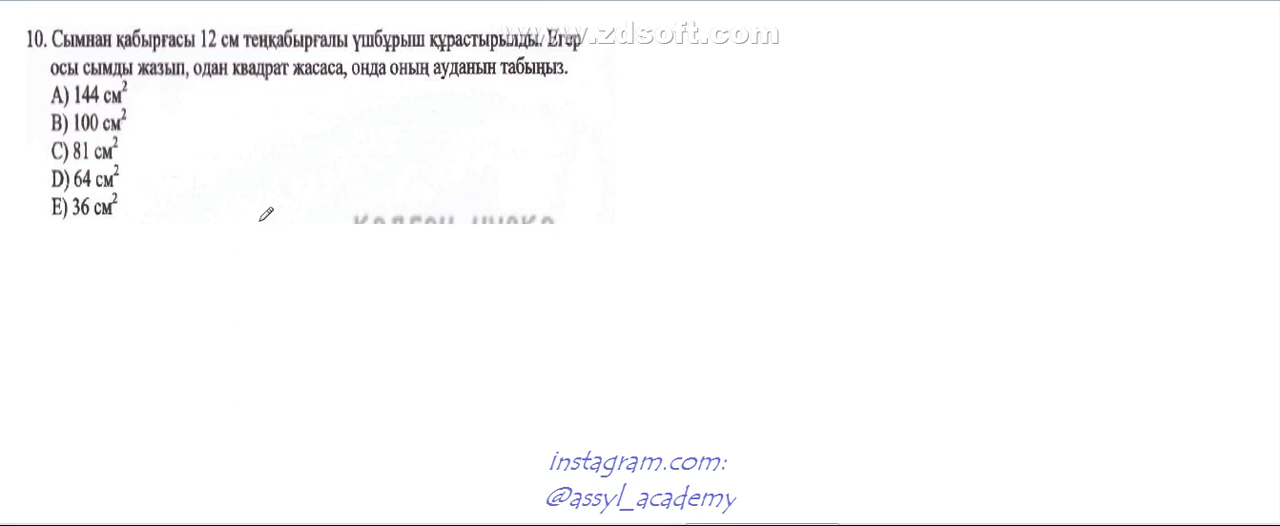 www.zdsoft.com
10. Сымнан қабырғасы 12 см теңқабырғалы үшбұрыш құрастырылды. Егер
осы сымды жазып, одан квадрат жасаса, онда оның ауданын табыңыз.
A) 144 см²
B) 100 см²
C) 81 см²
D) 64 см²
E) 36 см²
instagram.com:
@assyl_academy